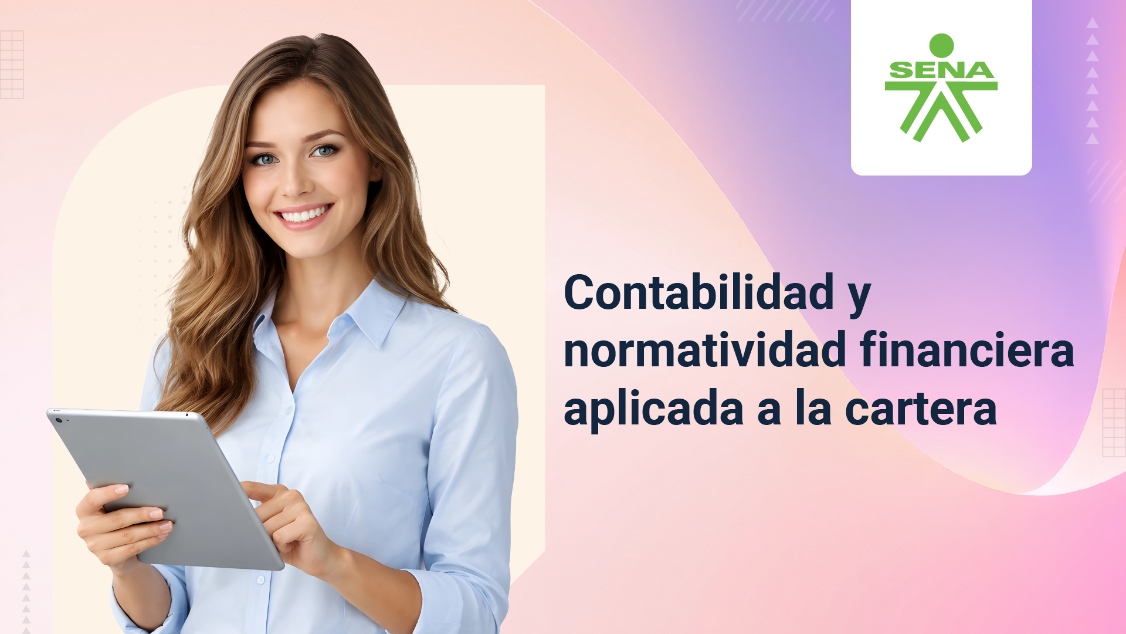 SENA
Contabilidad y
normatividad financiera
aplicada a la cartera